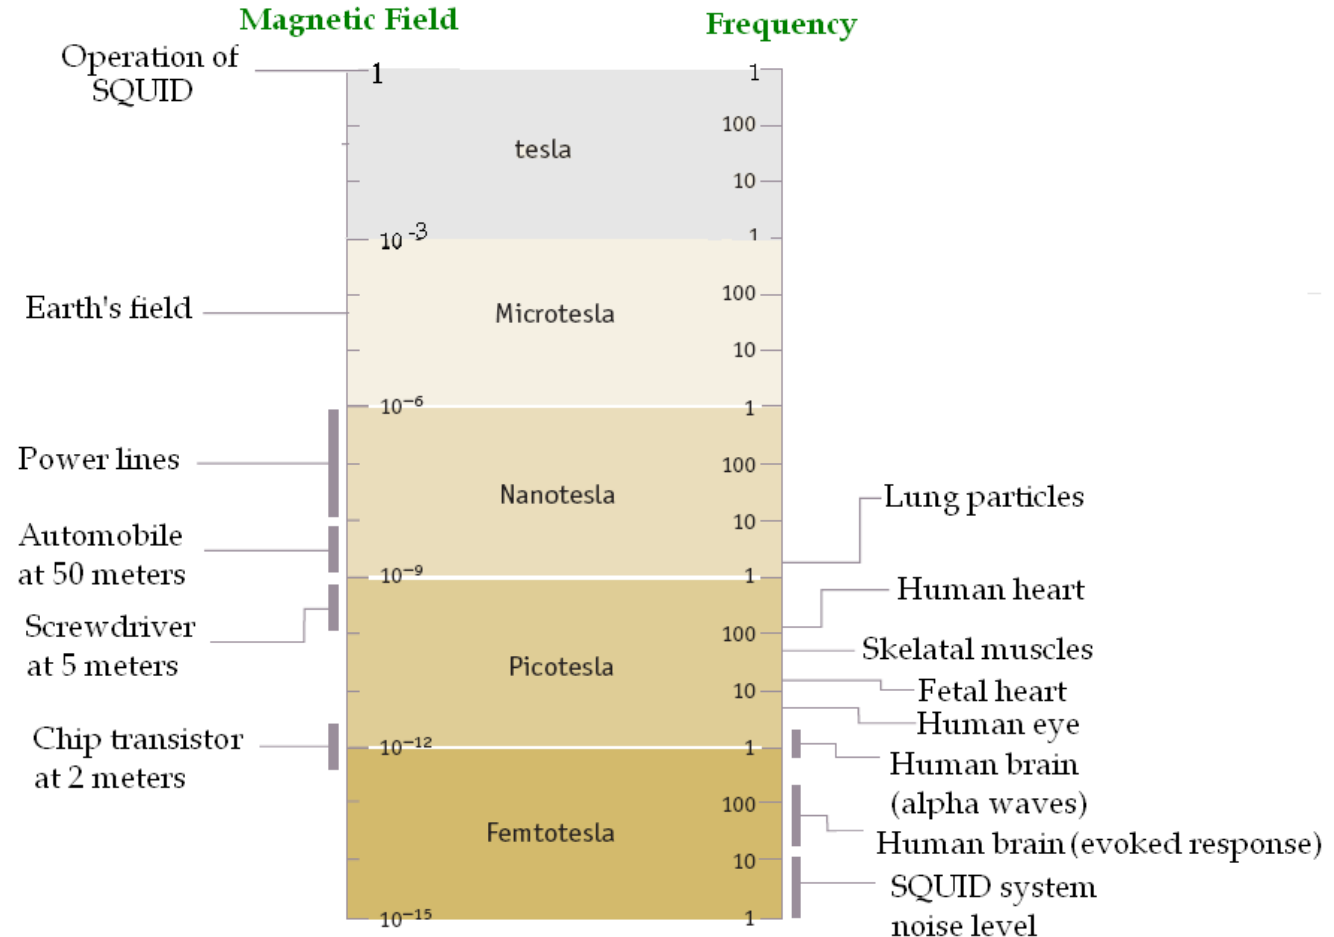 Magnetic Field
Frequency
Operation of
SQUID
1
1
100
tesla
10
10⁻³
1
100
Earth's field
Microtesla
10
10⁻⁶
1
Power lines
100
Nanotesla
Lung particles
10
Automobile
at 50 meters
10⁻⁹
1
Human heart
Screwdriver
at 5 meters
100
Skelatal muscles
Picotesla
10
Fetal heart
Human eye
Chip transistor
at 2 meters
10⁻¹²
1
Human brain
(alpha waves)
100
Femtotesla
Human brain (evoked response)
10
SQUID system
noise level
10⁻¹⁵
1